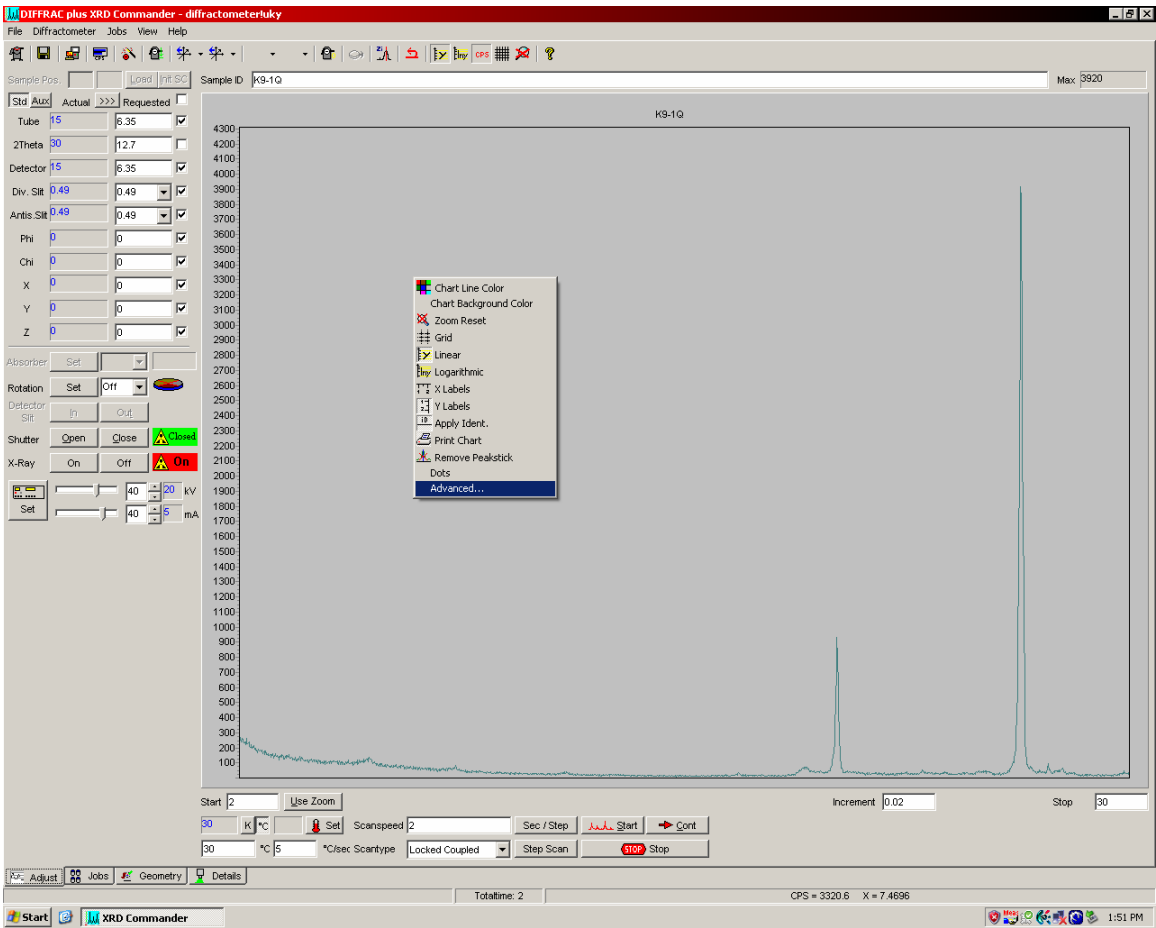 DIFFRAC plus XRD Commander - diffractometer!uky
File Diffractometer Jobs View Help
CPS
Sample Pos. Load Init SC Sample ID K9-1Q Max 3920
Std Aux Actual >>> Requested
K9-1Q
Tube 15 6.35
2Theta 30 12.7
Detector 15 6.35
Div. Slit 0.49 0.49
Antis.Slit 0.49 0.49
Phi 0 0
Chi 0 0
X 0 0
Y 0 0
Z 0 0
Absorber Set
Rotation Set Off
Detector Slit In Out
Shutter Open Close Closed
X-Ray On Off On
40 20 kV
Set
40 5 mA
4300
4200
4100
4000
3900
3800
3700
3600
3500
3400
3300
3200
3100
3000
2900
2800
2700
2600
2500
2400
2300
2200
2100
2000
1900
1800
1700
1600
1500
1400
1300
1200
1100
1000
900
800
700
600
500
400
300
200
100
Chart Line Color
Chart Background Color
Zoom Reset
Grid
Linear
Logarithmic
X Labels
Y Labels
Apply Ident.
Print Chart
Remove Peakstick
Dots
Advanced...
Start 2 Use Zoom Increment 0.02 Stop 30
30 K °C Set Scanspeed 2 Sec / Step Start Cont
30 °C 5 °C/sec Scantype Locked Coupled Step Scan STOP Stop
Adjust Jobs Geometry Details
Totaltime: 2 CPS = 3320.6 X = 7.4696
Start XRD Commander 1:51 PM